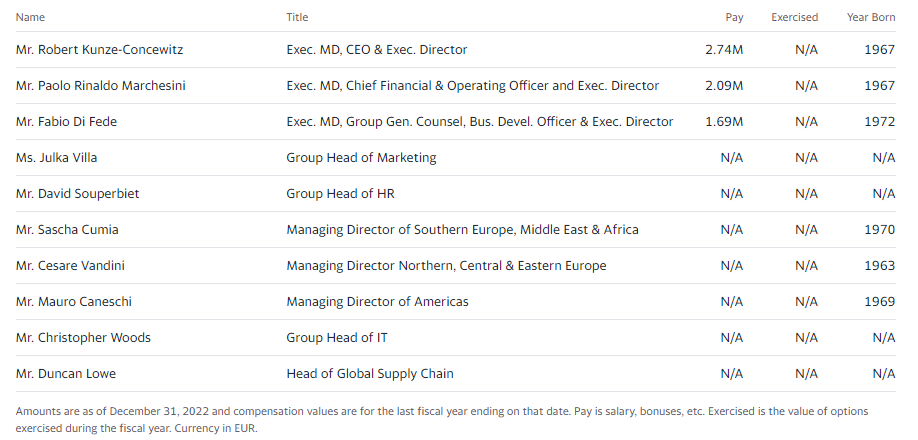 Name Title Pay Exercised Year Born
Mr. Robert Kunze-Concewitz Exec. MD, CEO & Exec. Director 2.74M N/A 1967
Mr. Paolo Rinaldo Marchesini Exec. MD, Chief Financial & Operating Officer and Exec. Director 2.09M N/A 1967
Mr. Fabio Di Fede Exec. MD, Group Gen. Counsel, Bus. Devel. Officer & Exec. Director 1.69M N/A 1972
Ms. Julka Villa Group Head of Marketing N/A N/A N/A
Mr. David Souperbiet Group Head of HR N/A N/A N/A
Mr. Sascha Cumia Managing Director of Southern Europe, Middle East & Africa N/A N/A 1970
Mr. Cesare Vandini Managing Director Northern, Central & Eastern Europe N/A N/A 1963
Mr. Mauro Caneschi Managing Director of Americas N/A N/A 1969
Mr. Christopher Woods Group Head of IT N/A N/A N/A
Mr. Duncan Lowe Head of Global Supply Chain N/A N/A N/A
Amounts are as of December 31, 2022 and compensation values are for the last fiscal year ending on that date. Pay is salary, bonuses, etc. Exercised is the value of options
exercised during the fiscal year. Currency in EUR.